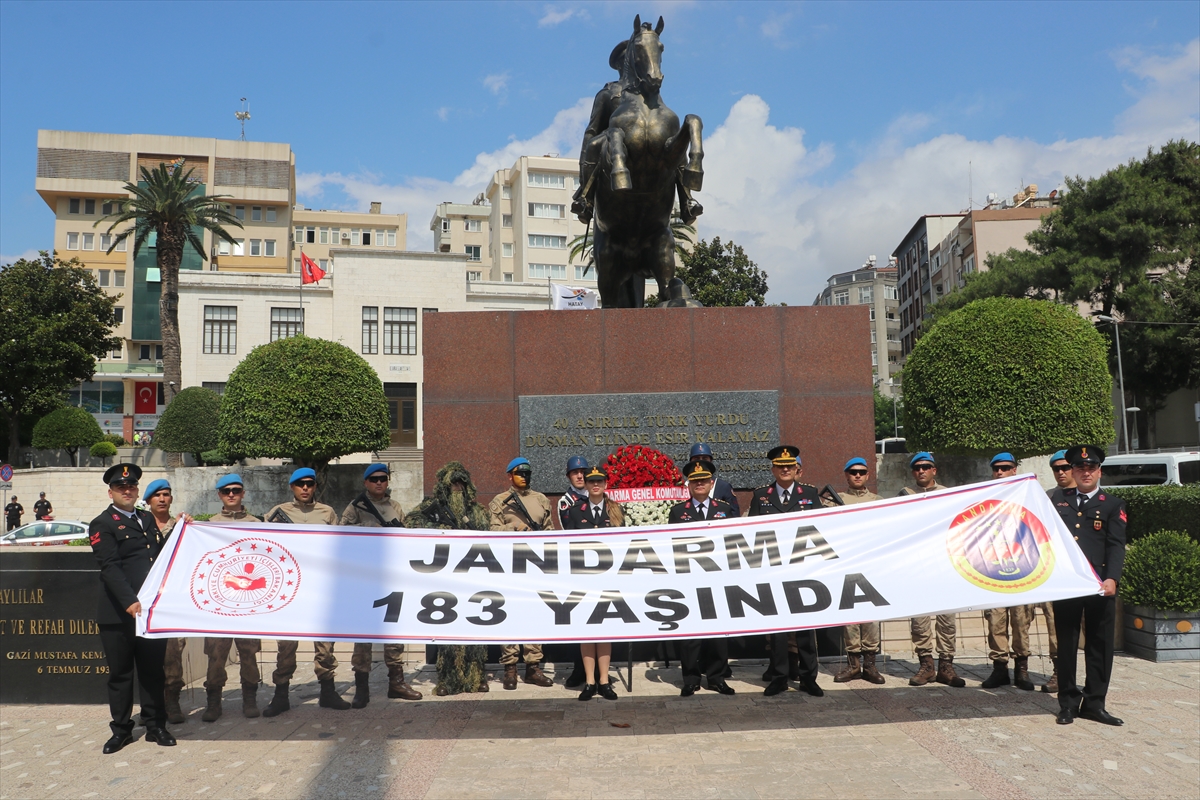 HATAY
40 ASIRLIK TÜRK YURDU
DÜŞMAN ELİNDE ESİR KALAMAZ
JANDARMA GENEL KOMUTANLIĞI
JANDARMA
183 YAŞINDA
AYLILAR
T VE REFAH DİLER
GAZİ MUSTAFA KEM
6 TEMMUZ 193